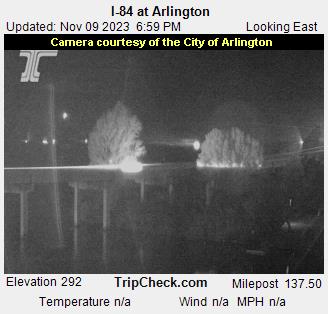 I-84 at Arlington
Updated: Nov 09 2023 6:59 PM Looking East
Camera courtesy of the City of Arlington
Elevation 292 TripCheck.com Milepost 137.50
Temperature n/a Wind n/a MPH n/a